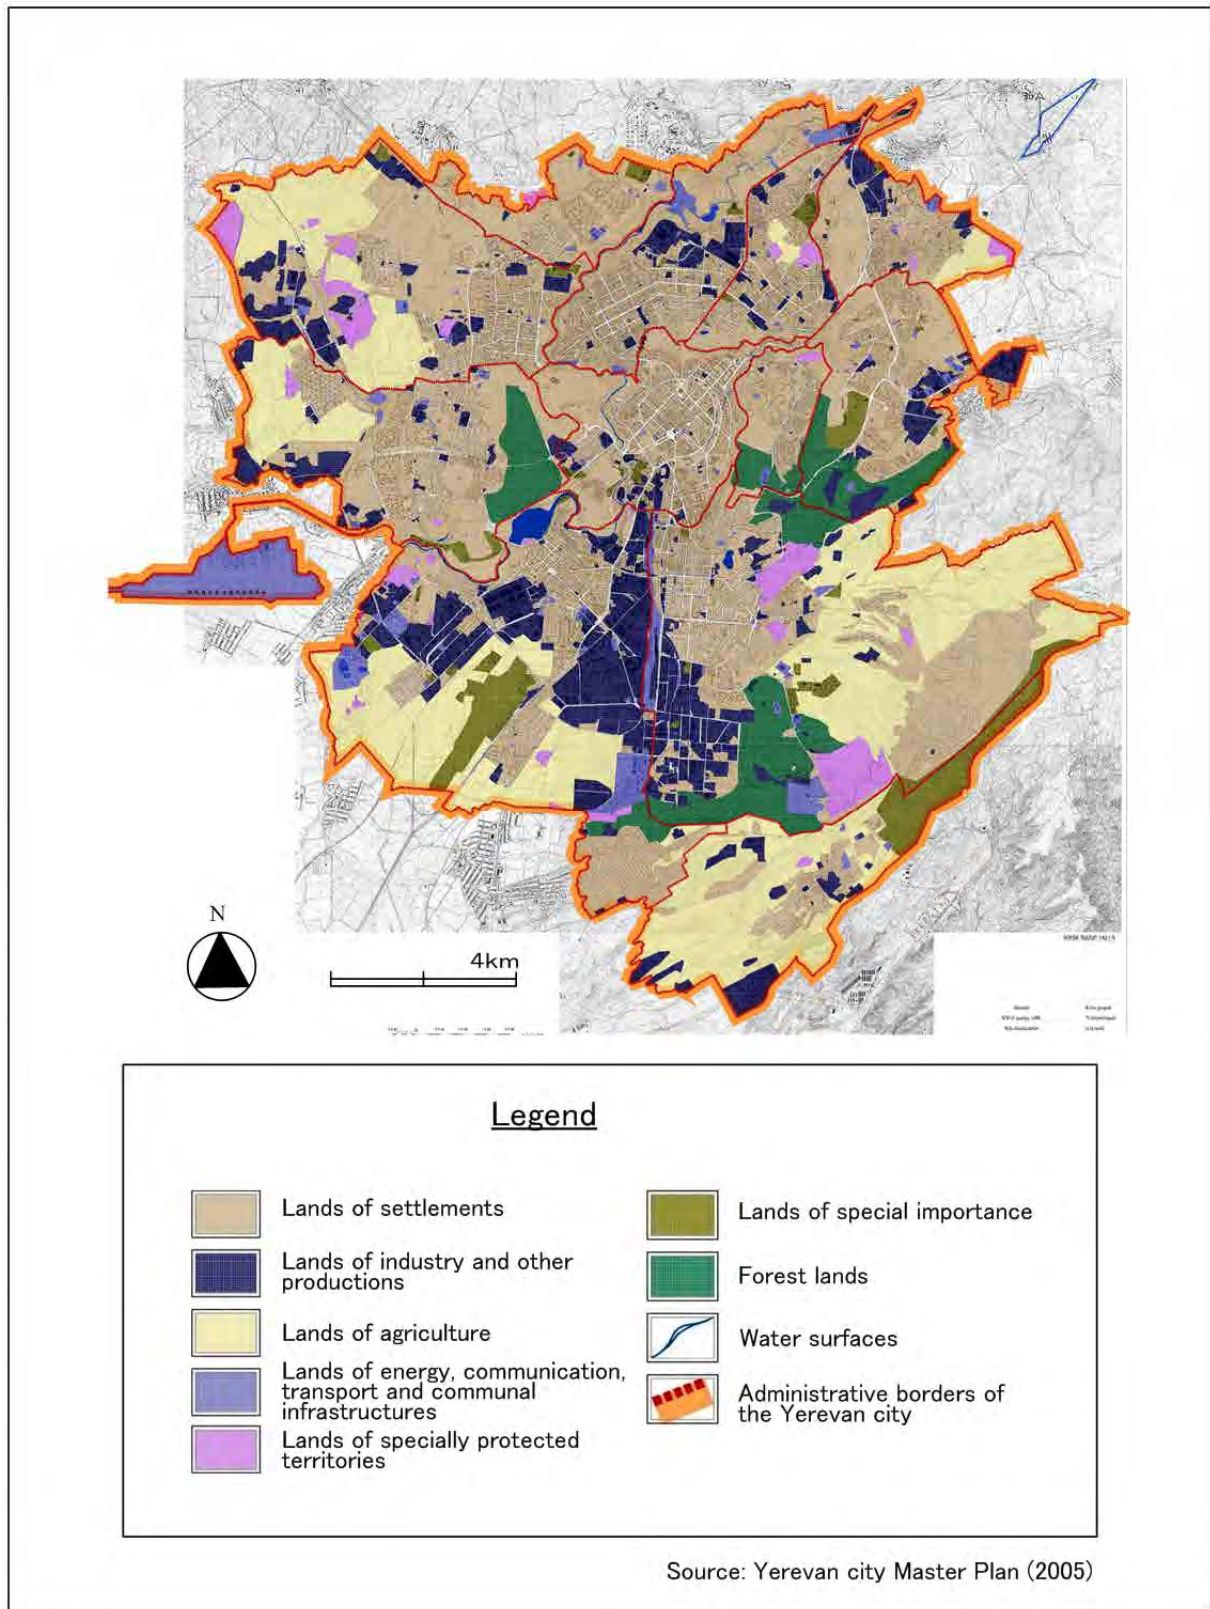 N
4km
Legend
Lands of settlements
Lands of industry and other
productions
Lands of agriculture
Lands of energy, communication,
transport and communal
infrastructures
Lands of specially protected
territories
Lands of special importance
Forest lands
Water surfaces
Administrative borders of
the Yerevan city
Source: Yerevan city Master Plan (2005)